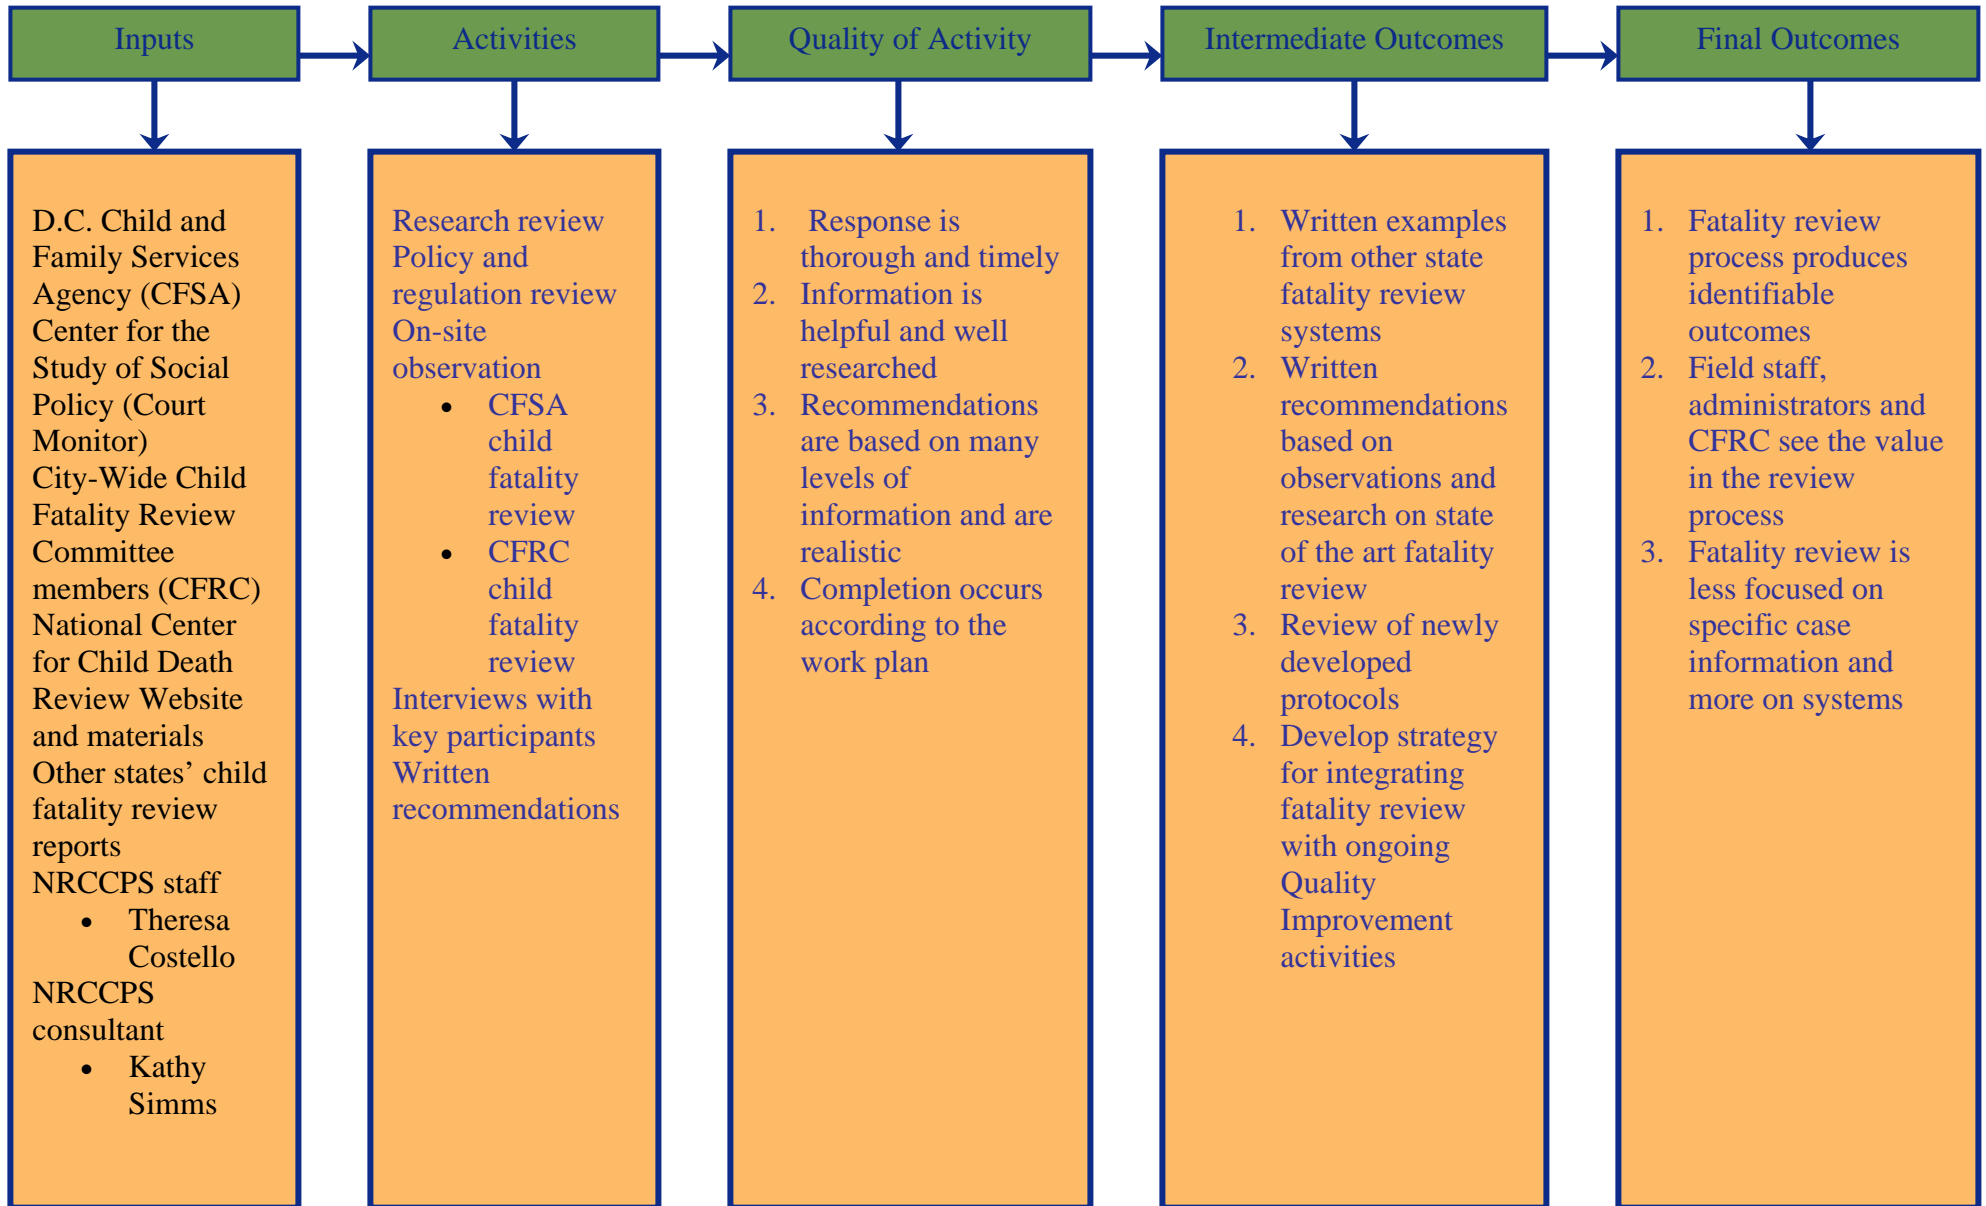 Inputs
Activities
Quality of Activity
Intermediate Outcomes
Final Outcomes
D.C. Child and
Family Services
Agency (CFSA)
Center for the
Study of Social
Policy (Court
Monitor)
City-Wide Child
Fatality Review
Committee
members (CFRC)
National Center
for Child Death
Review Website
and materials
Other states’ child
fatality review
reports
NRCCPS staff
• Theresa
Costello
NRCCPS
consultant
• Kathy
Simms
Research review
Policy and
regulation review
On-site
observation
• CFSA
child
fatality
review
• CFRC
child
fatality
review
Interviews with
key participants
Written
recommendations
1. Response is
thorough and timely
2. Information is
helpful and well
researched
3. Recommendations
are based on many
levels of
information and are
realistic
4. Completion occurs
according to the
work plan
1. Written examples
from other state
fatality review
systems
2. Written
recommendations
based on
observations and
research on state
of the art fatality
review
3. Review of newly
developed
protocols
4. Develop strategy
for integrating
fatality review
with ongoing
Quality
Improvement
activities
1. Fatality review
process produces
identifiable
outcomes
2. Field staff,
administrators and
CFRC see the value
in the review
process
3. Fatality review is
less focused on
specific case
information and
more on systems